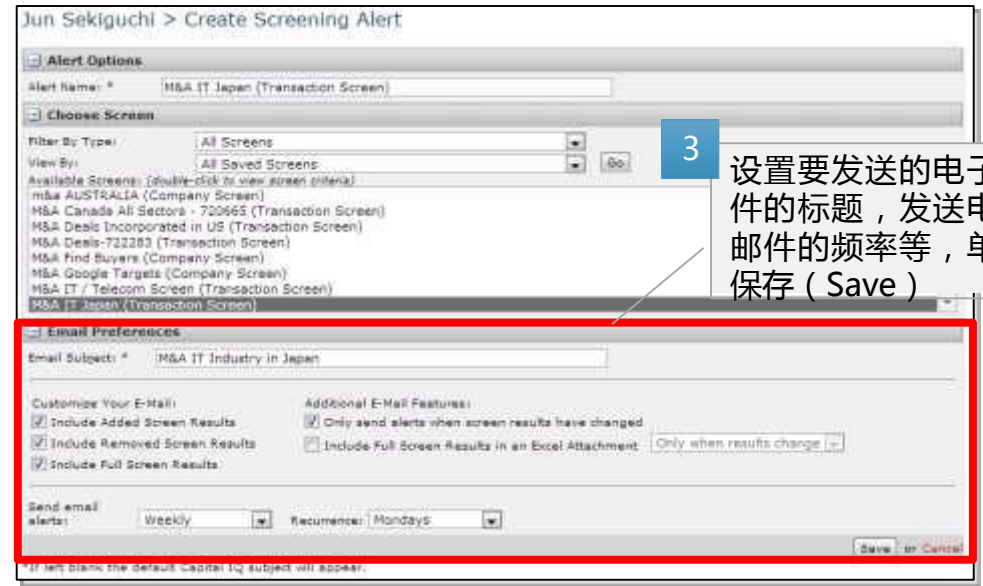 Jun Sekiguchi > Create Screening Alert
Alert Options
Alert Name: * M&A IT Japan (Transaction Screen)
Choose Screen
Filter By Type: All Screens
View By: All Saved Screens Go
Available Screens: (double-click to view screen criteria)
m&a AUSTRALIA (Company Screen)
M&A Canada All Sectors - 720665 (Transaction Screen)
M&A Deals Incorporated in US (Transaction Screen)
M&A Deals-722283 (Transaction Screen)
M&A Find Buyers (Company Screen)
M&A Google Targets (Company Screen)
M&A IT / Telecom Screen (Transaction Screen)
M&A IT Japan (Transaction Screen)
3
设置要发送的电子
件的标题，发送电
邮件的频率等，单
保存（Save）
Email Preferences
Email Subject: * M&A IT Industry in Japan
Customize Your E-Mail: Additional E-Mail Features:
Include Added Screen Results Only send alerts when screen results have changed
Include Removed Screen Results Include Full Screen Results in an Excel Attachment Only when results change
Include Full Screen Results
Send email
alerts: Weekly Recurrence: Mondays
Save or Cancel
*If left blank the default Capital IQ subject will appear.